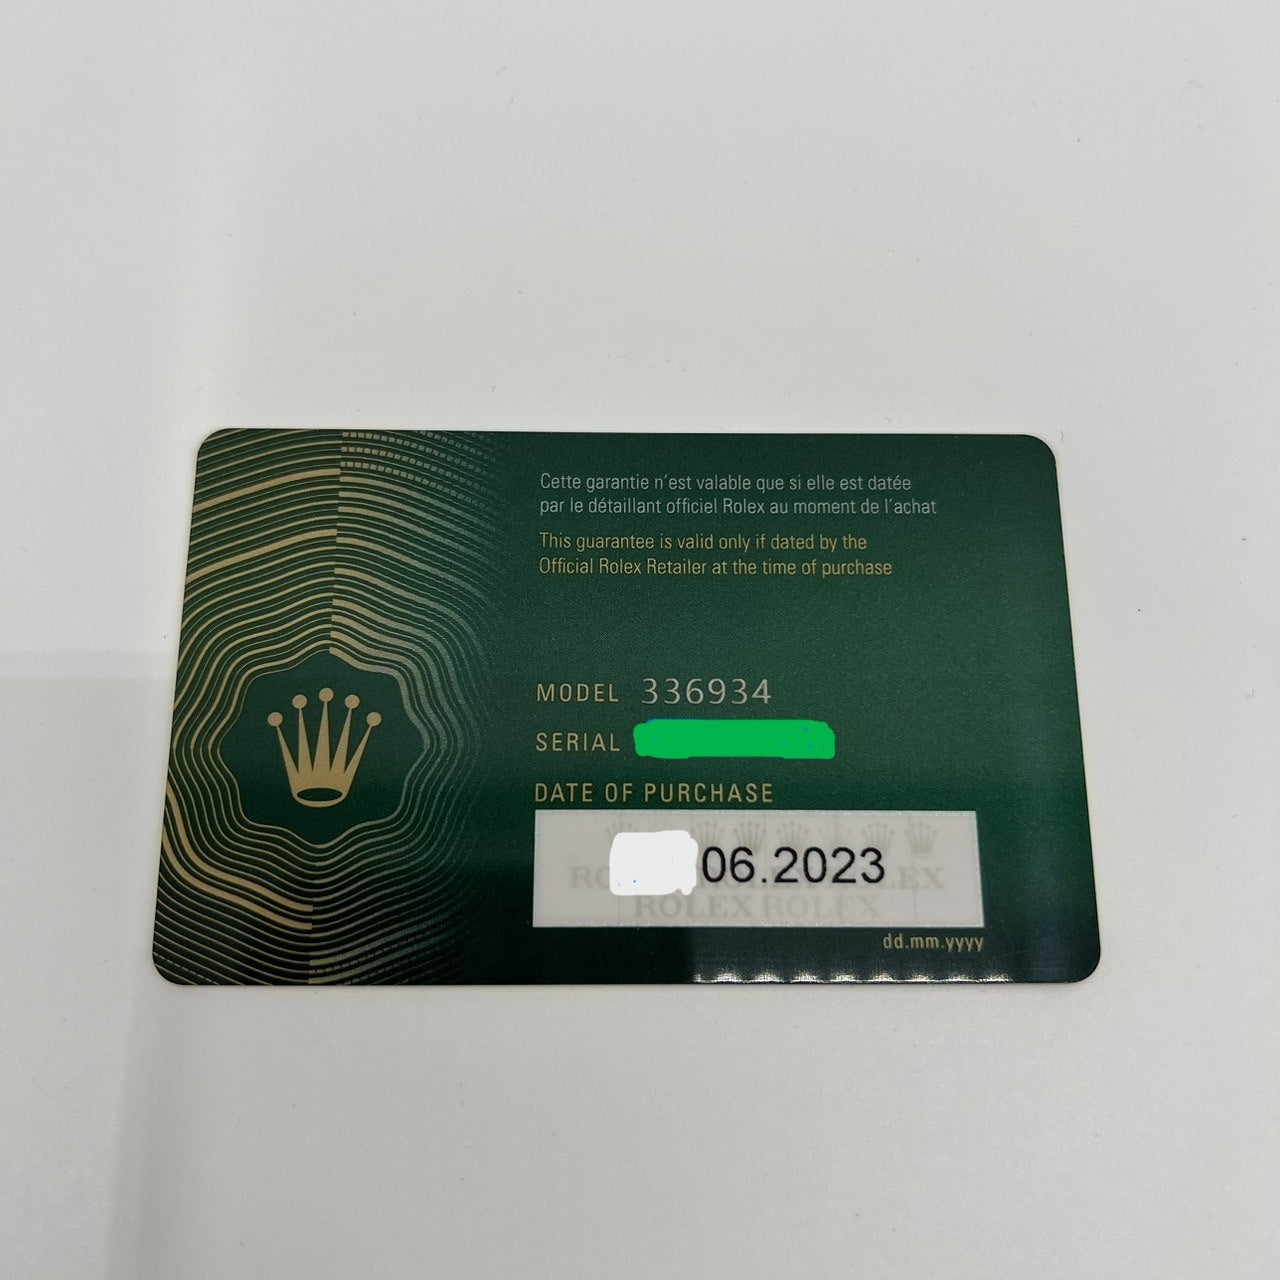 Cette garantie n'est valable que si elle est datée
par le détaillant officiel Rolex au moment de l'achat
This guarantee is valid only if dated by the
Official Rolex Retailer at the time of purchase
MODEL 336934
SERIAL
DATE OF PURCHASE
06.2023
ROLEX ROLEX
dd.mm.yyyy